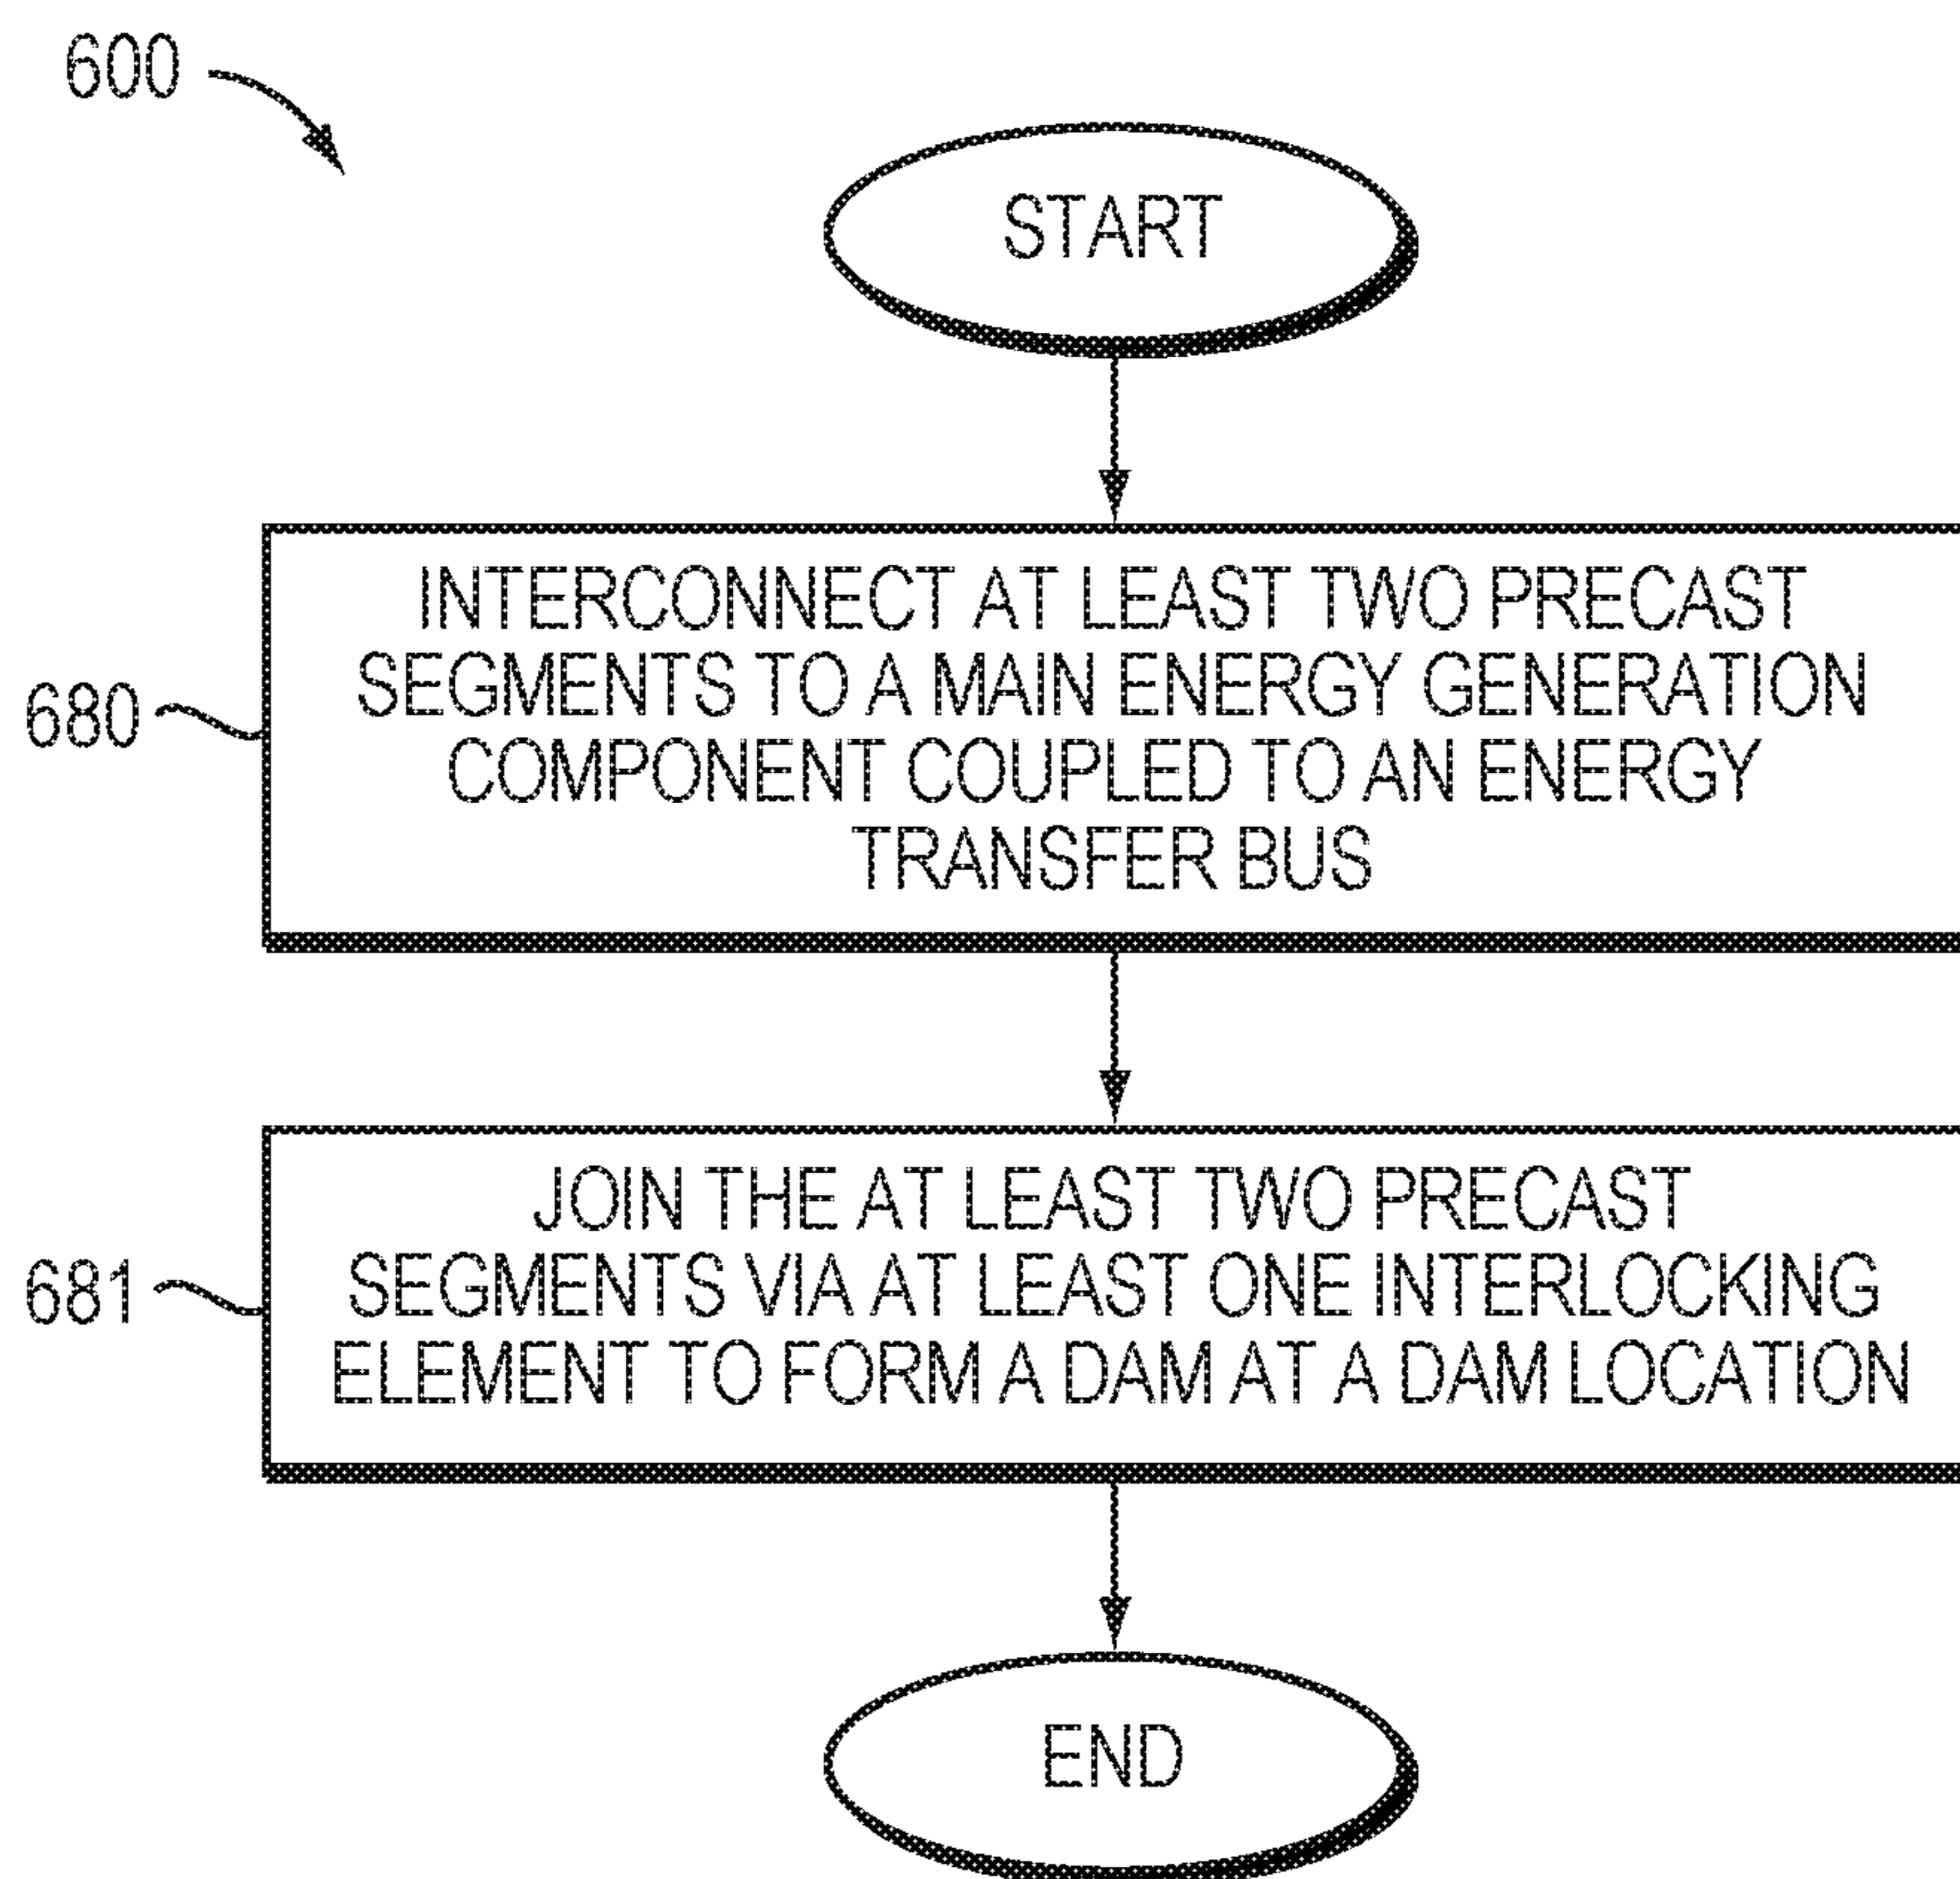 600
START
INTERCONNECT AT LEAST TWO PRECAST
SEGMENTS TO A MAIN ENERGY GENERATION
COMPONENT COUPLED TO AN ENERGY
TRANSFER BUS
680
JOIN THE AT LEAST TWO PRECAST
SEGMENTS VIA AT LEAST ONE INTERLOCKING
ELEMENT TO FORM A DAM AT A DAM LOCATION
681
END